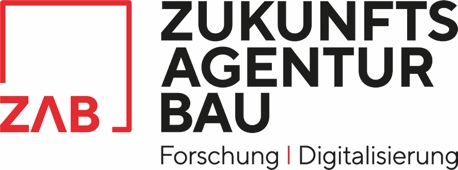 ZAB
ZUKUNFTS
AGENTUR
BAU
Forschung | Digitalisierung